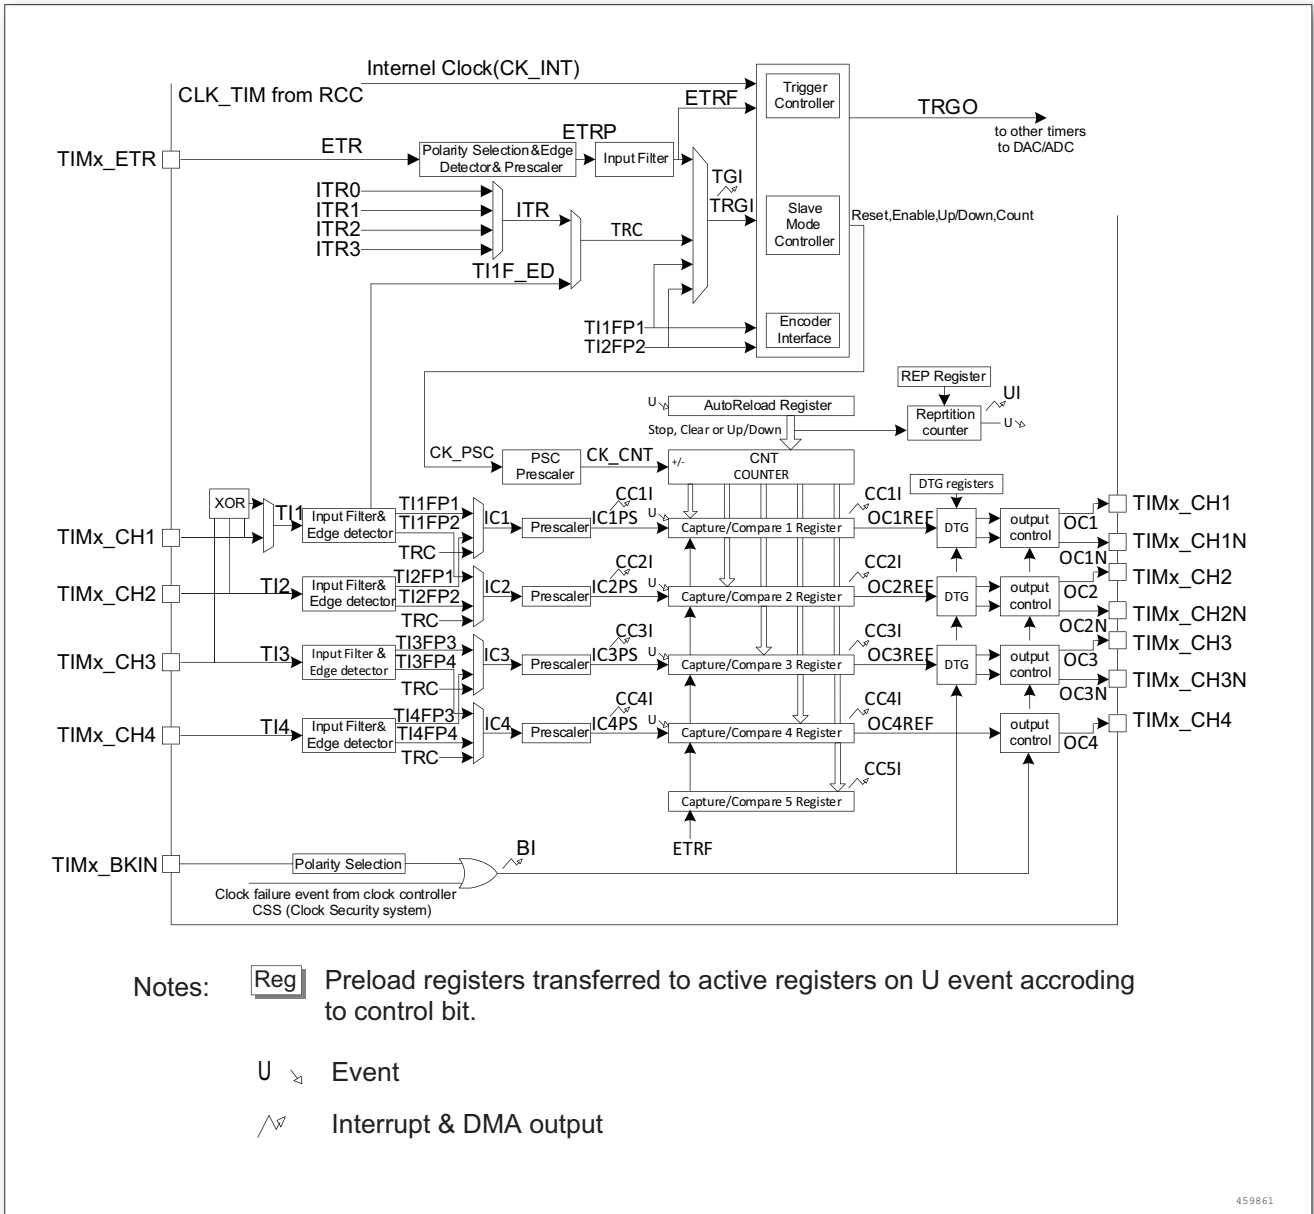 Internel Clock(CK_INT)
CLK_TIM from RCC
Trigger
Controller
ETRF
TRGO
to other timers
to DAC/ADC
TIMx_ETR
ETR
Polarity Selection &Edge
Detector& Prescaler
ETRP
Input Filter
TGI
TRGI
ITR0
ITR1
ITR2
ITR3
ITR
TRC
TI1F_ED
Slave
Mode
Controller
Reset,Enable,Up/Down,Count
TI1FP1
TI2FP2
Encoder
Interface
REP Register
UI
U
AutoReload Register
Reprtition
counter
U
Stop, Clear or Up/Down
CK_PSC
PSC
Prescaler
CK_CNT
+/-
CNT
COUNTER
DTG registers
XOR
TI1
Input Filter&
Edge detector
TI1FP1
TI1FP2
TRC
IC1
Prescaler
CC1I
IC1PS
U
Capture/Compare 1 Register
CC1I
OC1REF
DTG
output
control
OC1
OC1N
TIMx_CH1
TIMx_CH1
TIMx_CH1N
TIMx_CH2
TI2
Input Filter&
Edge detector
TI2FP1
TI2FP2
TRC
IC2
Prescaler
CC2I
IC2PS
U
Capture/Compare 2 Register
CC2I
OC2REF
DTG
output
control
OC2
OC2N
TIMx_CH2
TIMx_CH2N
TIMx_CH3
TI3
Input Filter &
Edge detector
TI3FP3
TI3FP4
TRC
IC3
Prescaler
CC3I
IC3PS
U
Capture/Compare 3 Register
CC3I
OC3REF
DTG
output
control
OC3
OC3N
TIMx_CH3
TIMx_CH3N
TIMx_CH4
TI4
Input Filter&
Edge detector
TI4FP3
TI4FP4
TRC
IC4
Prescaler
CC4I
IC4PS
U
Capture/Compare 4 Register
CC4I
OC4REF
output
control
OC4
TIMx_CH4
CC5I
Capture/Compare 5 Register
ETRF
TIMx_BKIN
Polarity Selection
BI
Clock failure event from clock controller
CSS (Clock Security system)
Notes:
Reg
Preload registers transferred to active registers on U event accroding
to control bit.
U
Event
Interrupt & DMA output
459861